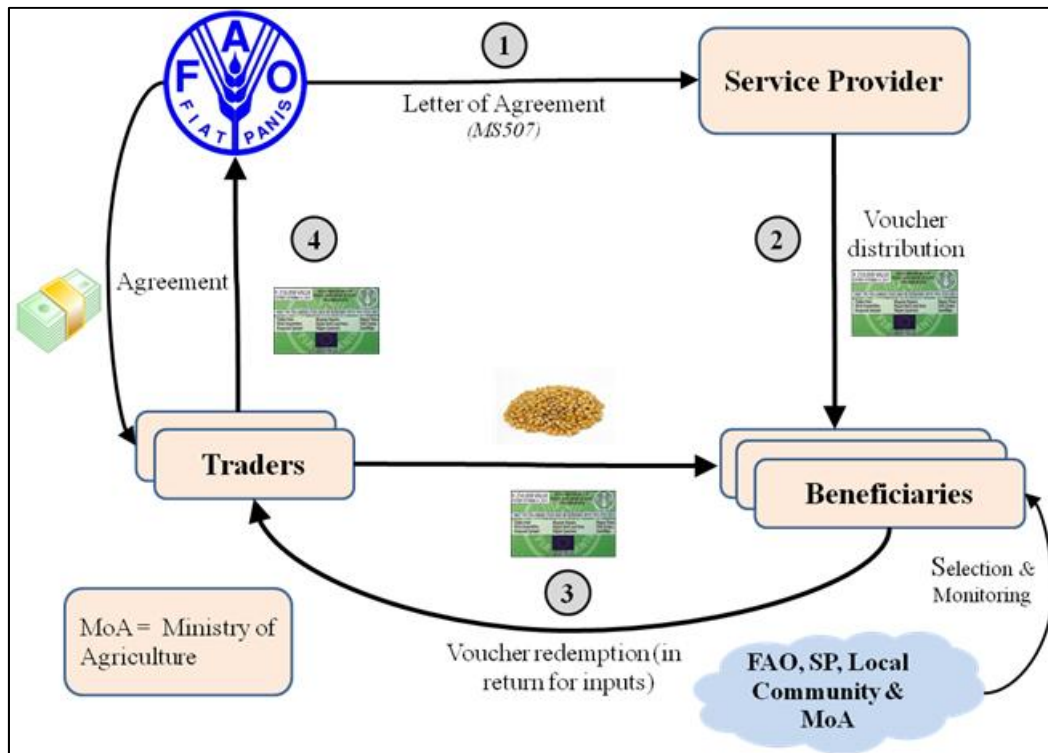 F A O
FIAT PANIS
1
Letter of Agreement
(MS507)
Service Provider
4
2
Voucher
distribution
Agreement
Traders
Beneficiaries
3
Selection &
Monitoring
MoA = Ministry of
Agriculture
Voucher redemption (in
return for inputs)
FAO, SP, Local
Community &
MoA